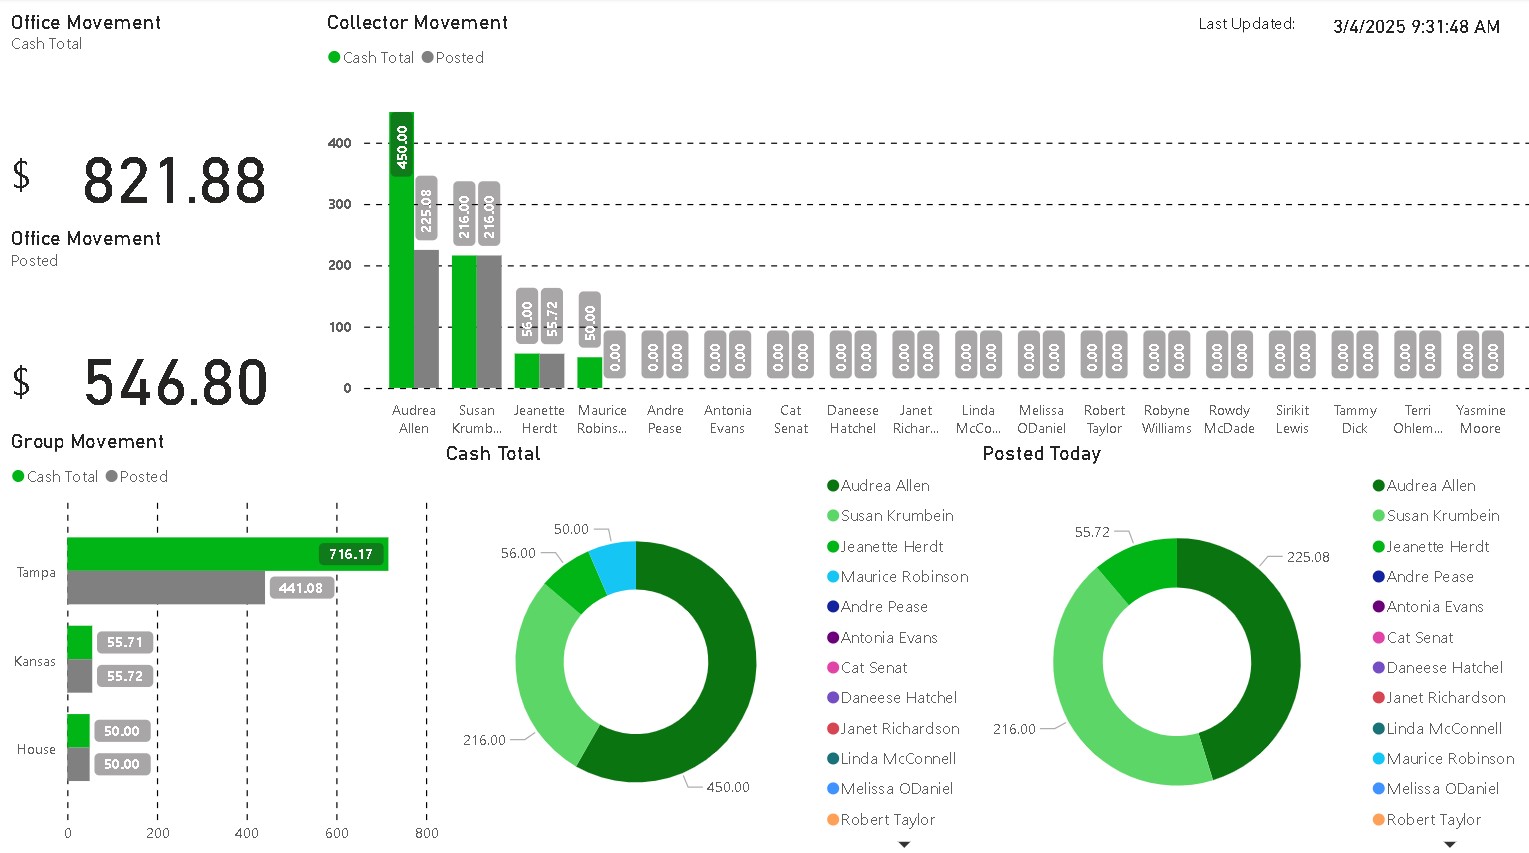 Office Movement
Cash Total
$ 821.88
Office Movement
Posted
$ 546.80
Collector Movement
Cash Total Posted
Last Updated: 3/4/2025 9:31:48 AM
400
300
200
100
0
450.00 225.08 216.00 216.00 56.00 55.72 50.00 0.00 0.00 0.00 0.00 0.00 0.00 0.00 0.00 0.00 0.00 0.00 0.00 0.00 0.00 0.00 0.00 0.00 0.00 0.00 0.00 0.00 0.00 0.00 0.00 0.00 0.00 0.00 0.00 0.00
Audrea Allen
Susan Krumb...
Jeanette Herdt
Maurice Robins...
Andre Pease
Antonia Evans
Cat Senat
Daneese Hatchel
Janet Richar...
Linda McCo...
Melissa ODaniel
Robert Taylor
Robyne Williams
Rowdy McDade
Sirikit Lewis
Tammy Dick
Terri Ohlem...
Yasmine Moore
Group Movement
Cash Total Posted
Tampa 716.17
441.08
Kansas 55.71
55.72
House 50.00
50.00
0 200 400 600 800
Cash Total
50.00
56.00
216.00
450.00
Audrea Allen
Susan Krumbein
Jeanette Herdt
Maurice Robinson
Andre Pease
Antonia Evans
Cat Senat
Daneese Hatchel
Janet Richardson
Linda McConnell
Melissa ODaniel
Robert Taylor
Posted Today
55.72
225.08
216.00
Audrea Allen
Susan Krumbein
Jeanette Herdt
Andre Pease
Antonia Evans
Cat Senat
Daneese Hatchel
Janet Richardson
Linda McConnell
Maurice Robinson
Melissa ODaniel
Robert Taylor